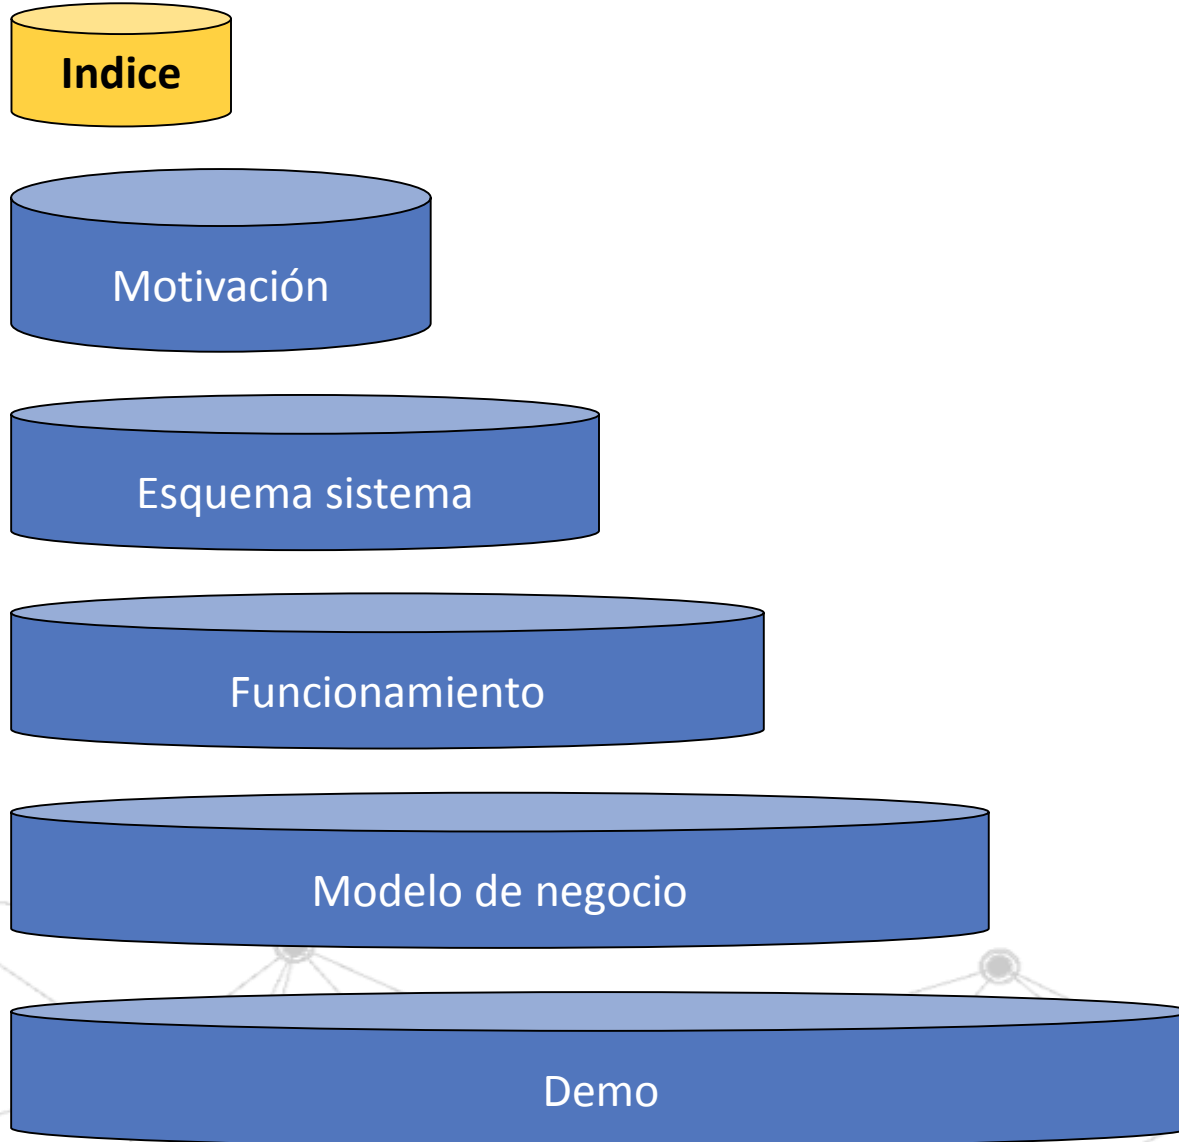 Indice
Motivación
Esquema sistema
Funcionamiento
Modelo de negocio
Demo